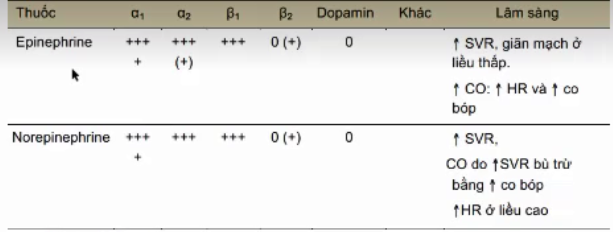 Thuốc α₁ α₂ β₁ β₂ Dopamin Khác Lâm sàng
Epinephrine +++ +++ +++ 0 (+) 0 ↑ SVR, giãn mạch ở
+ (+) liều thấp.
↑ CO: ↑ HR và ↑ co
bóp
Norepinephrine +++ +++ +++ 0 (+) 0 ↑ SVR,
+
CO do ↑SVR bù trừ
bằng ↑ co bóp
↑HR ở liều cao